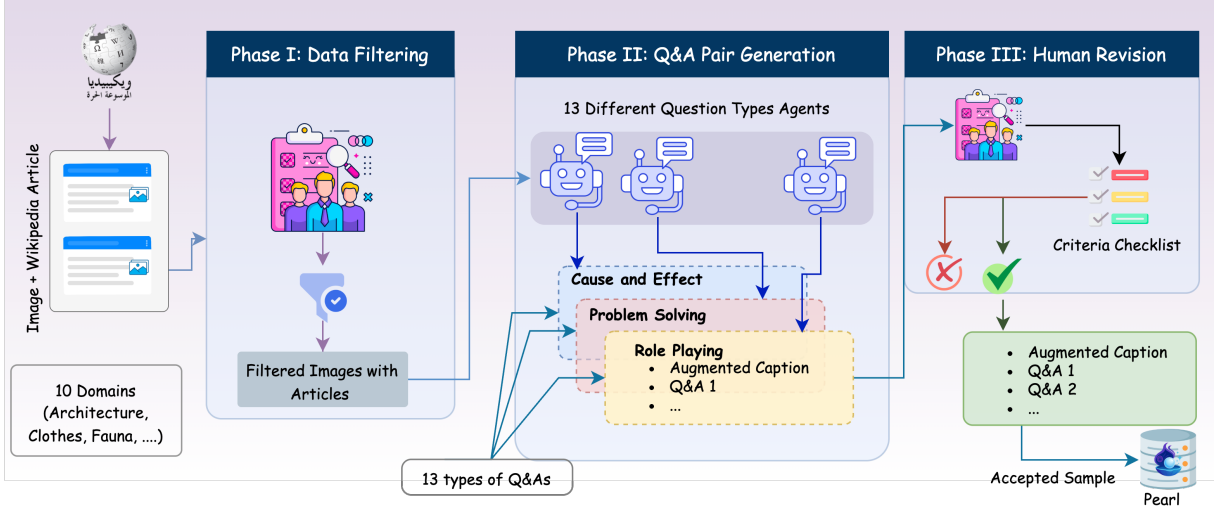 ويكيبيديا
الموسوعة الحرة
Image + Wikipedia Article
10 Domains
(Architecture,
Clothes, Fauna, ....)
Phase I: Data Filtering
Filtered Images with
Articles
Phase II: Q&A Pair Generation
13 Different Question Types Agents
Cause and Effect
Problem Solving
Role Playing
• Augmented Caption
• Q&A 1
• ...
13 types of Q&As
Phase III: Human Revision
Criteria Checklist
• Augmented Caption
• Q&A 1
• Q&A 2
• ...
Accepted Sample
Pearl